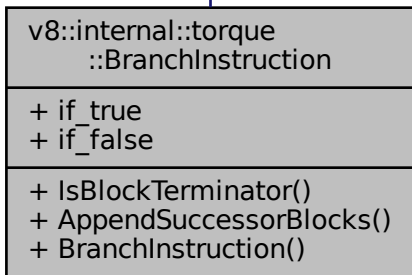 v8::internal::torque
::BranchInstruction
+ if_true
+ if_false
+ IsBlockTerminator()
+ AppendSuccessorBlocks()
+ BranchInstruction()